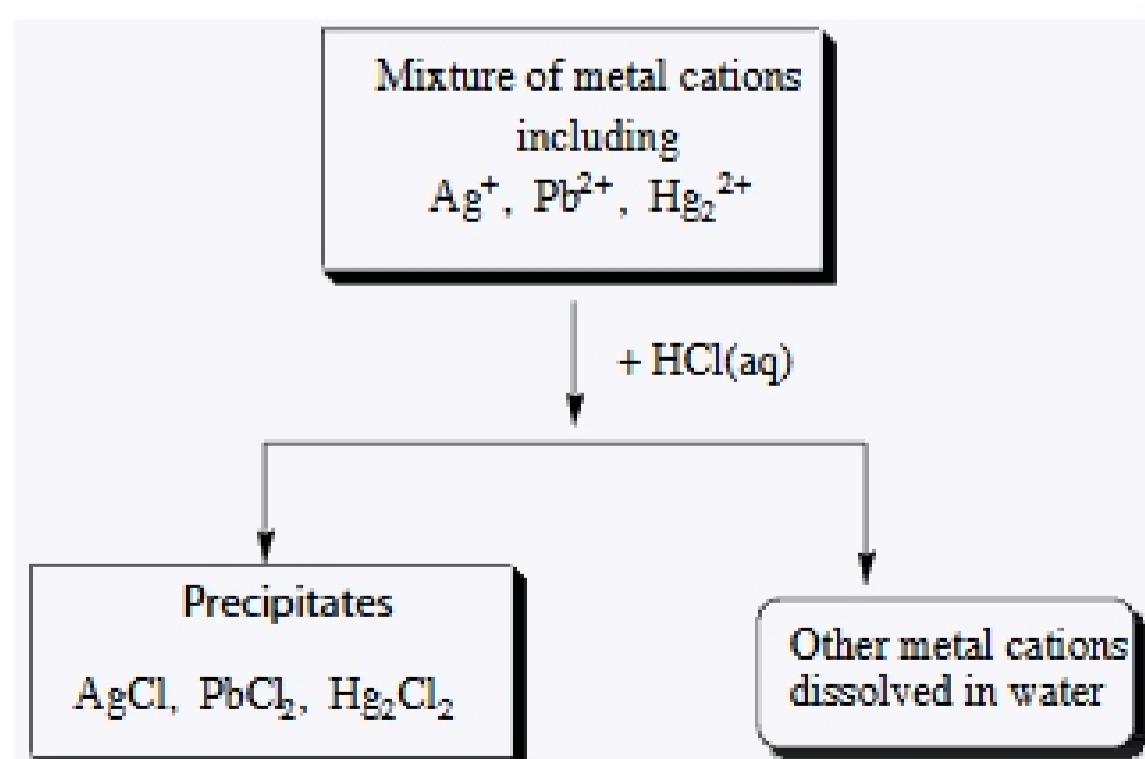 Mixture of metal cations
including
Ag⁺, Pb²⁺, Hg₂²⁺
+ HCl(aq)
Precipitates
AgCl, PbCl₂, Hg₂Cl₂
Other metal cations
dissolved in water